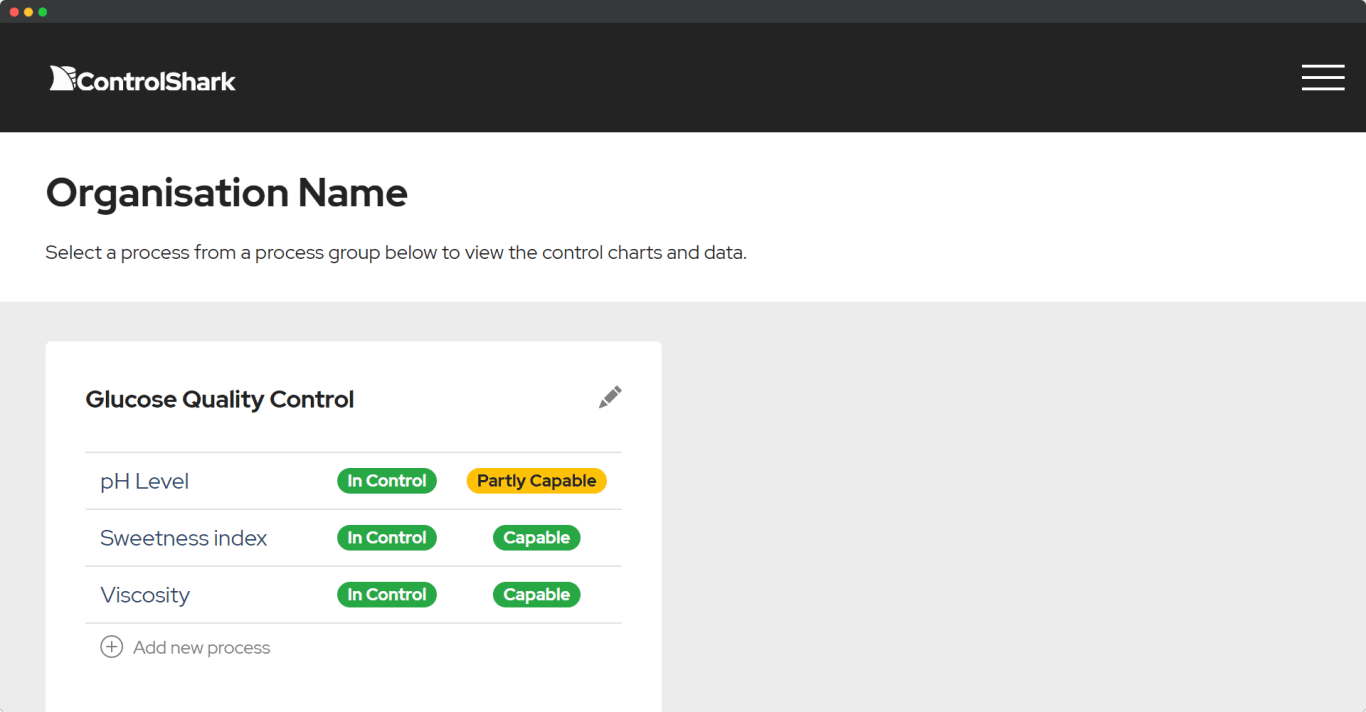 ControlShark
Organisation Name
Select a process from a process group below to view the control charts and data.
Glucose Quality Control
pH Level In Control Partly Capable
Sweetness index In Control Capable
Viscosity In Control Capable
Add new process